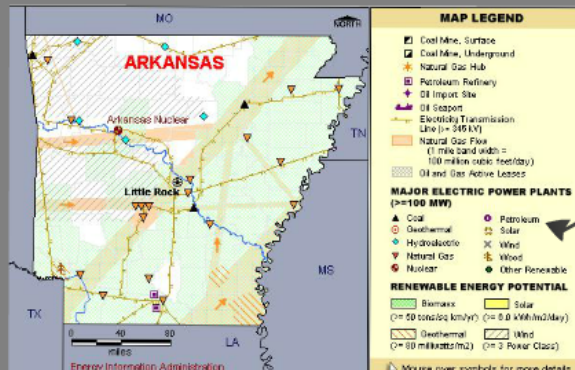 MO
NORTH
ARKANSAS
Arkansas Nuclear
TN
Little Rock
MS
TX
LA
0 40 80
miles
Energy Information Administration
MAP LEGEND
Coal Mine, Surface
Coal Mine, Underground
Natural Gas Hub
Petroleum Refinery
Oil Import Site
Oil Seaport
Electricity Transmission
Line (>= 345 kV)
Natural Gas Flow
(1 mile band width =
100 million cubic feet/day)
Oil and Gas Active Leases
MAJOR ELECTRIC POWER PLANTS
(>=100 MW)
Coal
Petroleum
Geothermal
Solar
Hydroelectric
Wind
Natural Gas
Wood
Nuclear
Other Renewable
RENEWABLE ENERGY POTENTIAL
Biomass
Solar
(>= 50 tons/sq km/yr)
(>= 6.0 kWh/m2/day)
Geothermal
Wind
(>= 80 milliwatts/m2)
(>= 3 Power Class)
Mouse over symbols for more details